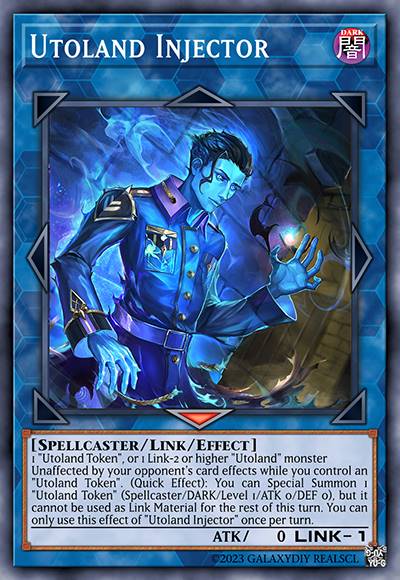 UTOLAND INJECTOR
DARK
闇
[SPELLCASTER/LINK/EFFECT]
1 "Utoland Token", or 1 Link-2 or higher "Utoland" monster
Unaffected by your opponent's card effects while you control an
"Utoland Token". (Quick Effect): You can Special Summon 1
"Utoland Token" (Spellcaster/DARK/Level 1/ATK 0/DEF 0), but it
cannot be used as Link Material for the rest of this turn. You can
only use this effect of "Utoland Injector" once per turn.
ATK/ 0 LINK-1
©2023 GALAXYDIY REALSCL